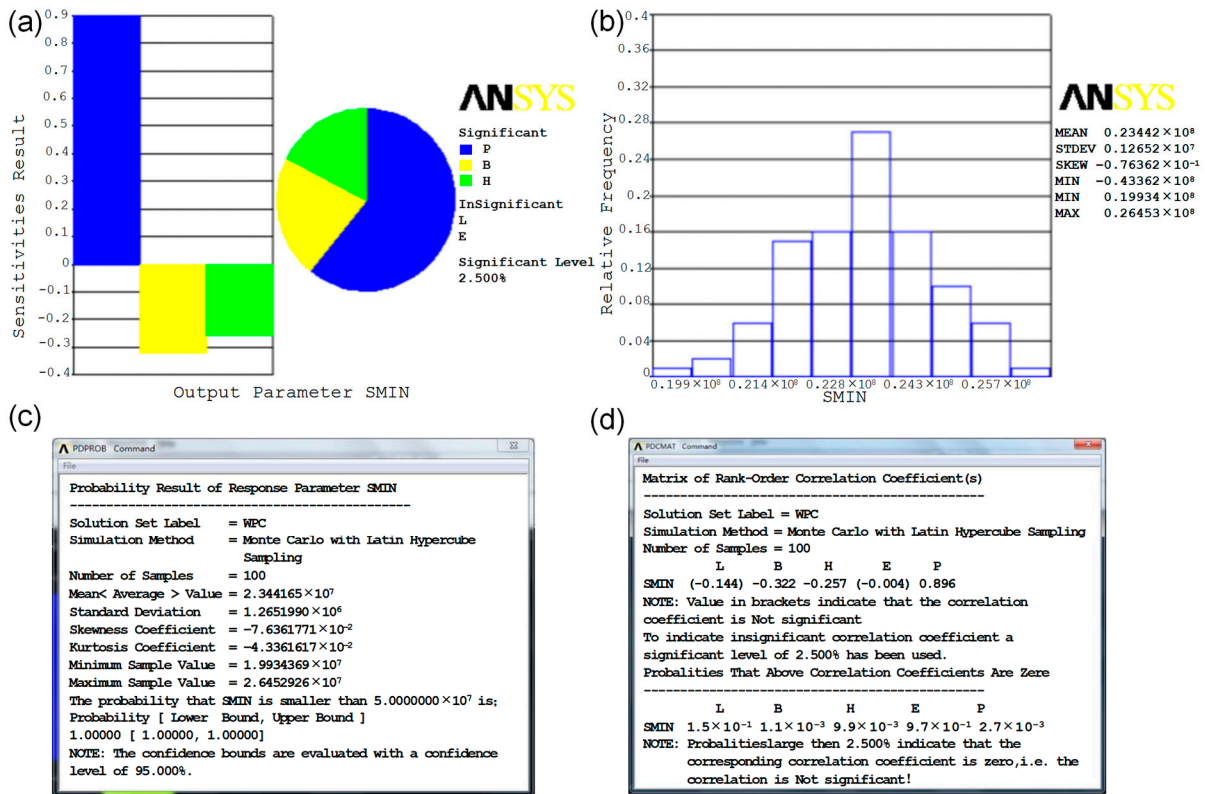 (a)
0.9
0.8
0.7
0.6
0.5
0.4
0.3
0.2
0.1
0
−0.1
−0.2
−0.3
−0.4
Sensitivities Result
Output Parameter SMIN
ANSYS
Significant
P
B
H
InSignificant
L
E
Significant Level
2.500%
(b)
0.4
0.36
0.32
0.28
0.24
0.2
0.16
0.12
0.08
0.04
0
Relative Frequency
0.199×10⁸ 0.214×10⁸ 0.228×10⁸ 0.243×10⁸ 0.257×10⁸
SMIN
ANSYS
MEAN 0.23442×10⁸
STDEV 0.12652×10⁷
SKEW −0.76362×10⁻¹
MIN −0.43362×10⁸
MIN 0.19934×10⁸
MAX 0.26453×10⁸
(c)
PDPROB Command
File
Probability Result of Response Parameter SMIN
Solution Set Label = WPC
Simulation Method = Monte Carlo with Latin Hypercube
Sampling
Number of Samples = 100
Mean< Average > Value = 2.344165×10⁷
Standard Deviation = 1.2651990×10⁶
Skewness Coefficient = −7.6361771×10⁻²
Kurtosis Coefficient = −4.3361617×10⁻²
Minimum Sample Value = 1.9934369×10⁷
Maximum Sample Value = 2.6452926×10⁷
The probability that SMIN is smaller than 5.0000000×10⁷ is;
Probability [ Lower Bound, Upper Bound ]
1.00000 [ 1.00000, 1.00000]
NOTE: The confidence bounds are evaluated with a confidence
level of 95.000%.
(d)
PDCMAT Command
File
Matrix of Rank-Order Correlation Coefficient(s)
Solution Set Label = WPC
Simulation Method = Monte Carlo with Latin Hypercube Sampling
Number of Samples = 100
L B H E P
SMIN (-0.144) -0.322 -0.257 (-0.004) 0.896
NOTE: Value in brackets indicate that the correlation
coefficient is Not significant
To indicate insignificant correlation coefficient a
significant level of 2.500% has been used.
Probalities That Above Correlation Coefficients Are Zero
L B H E P
SMIN 1.5×10⁻¹ 1.1×10⁻³ 9.9×10⁻³ 9.7×10⁻¹ 2.7×10⁻³
NOTE: Probalitieslarge then 2.500% indicate that the
corresponding correlation coefficient is zero,i.e. the
correlation is Not significant!